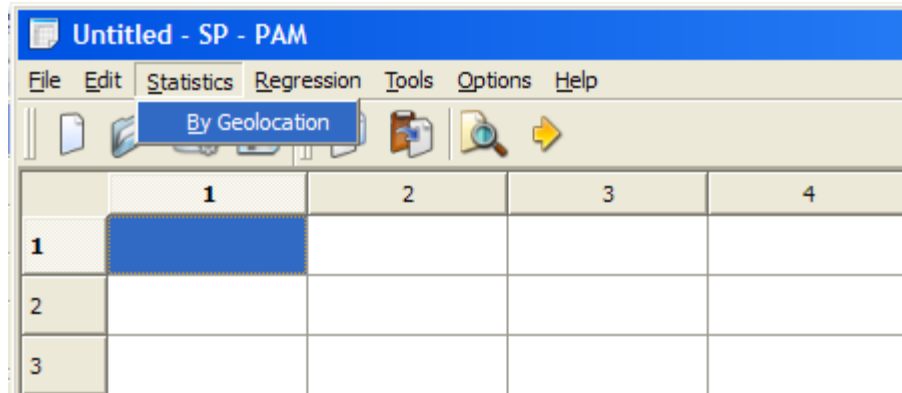 Untitled - SP - PAM
File Edit Statistics Regression Tools Options Help
By Geolocation
1 2 3 4
1
2
3